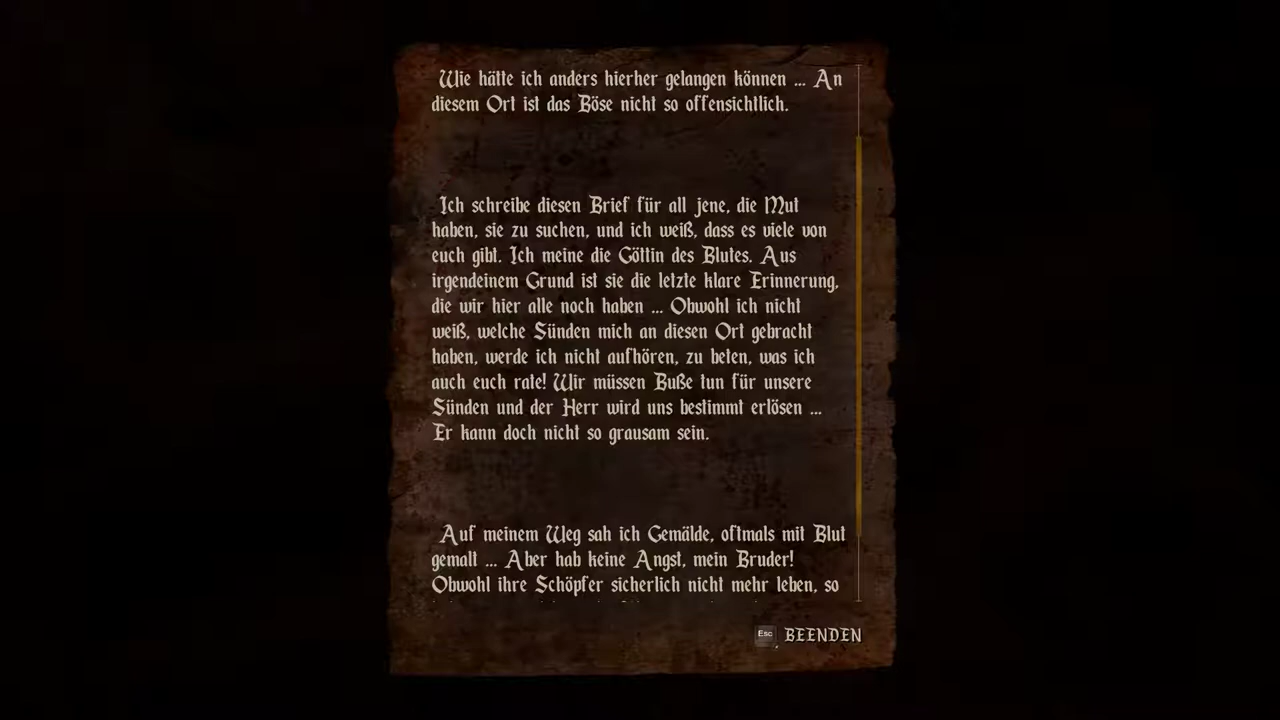 Wie hätte ich anders hierher gelangen können ... An
diesem Ort ist das Böse nicht so offensichtlich.
Ich schreibe diesen Brief für all jene, die Mut
haben, sie zu suchen, und ich weiß, dass es viele von
euch gibt. Ich meine die Göttin des Blutes. Aus
irgendeinem Grund ist sie die letzte klare Erinnerung,
die wir hier alle noch haben ... Obwohl ich nicht
weiß, welche Sünden mich an diesen Ort gebracht
haben, werde ich nicht aufhören, zu beten, was ich
auch euch rate! Wir müssen Buße tun für unsere
Sünden und der Herr wird uns bestimmt erlösen ...
Er kann doch nicht so grausam sein.
Auf meinem Weg sah ich Gemälde, oftmals mit Blut
gemalt ... Aber hab keine Angst, mein Bruder!
Obwohl ihre Schöpfer sicherlich nicht mehr leben, so
Esc BEENDEN